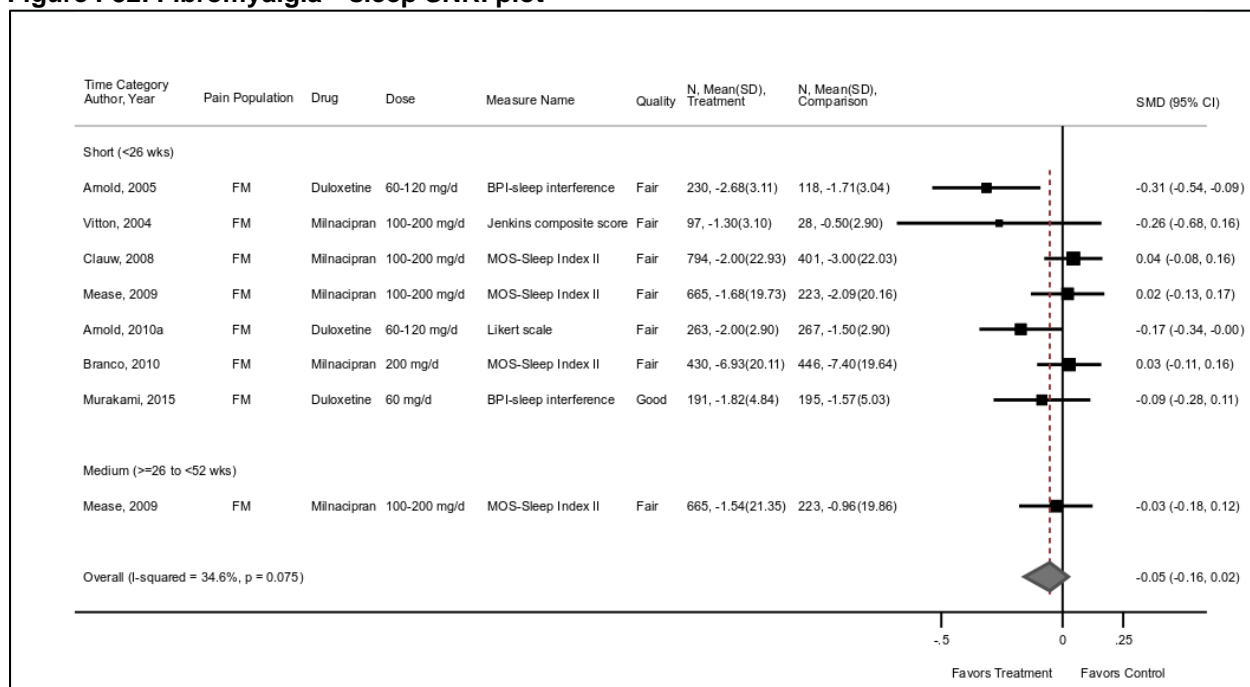 Figure Fibromyalgia – sleep SNRI plot
Time Category
Author, Year Pain Population Drug Dose Measure Name Quality N, Mean(SD), Treatment N, Mean(SD), Comparison SMD (95% CI)
Short (<26 wks)
Arnold, 2005 FM Duloxetine 60-120 mg/d BPI-sleep interference Fair 230, -2.68(3.11) 118, -1.71(3.04) -0.31 (-0.54, -0.09)
Vitton, 2004 FM Milnacipran 100-200 mg/d Jenkins composite score Fair 97, -1.30(3.10) 28, -0.50(2.90) -0.26 (-0.68, 0.16)
Clauw, 2008 FM Milnacipran 100-200 mg/d MOS-Sleep Index II Fair 794, -2.00(22.93) 401, -3.00(22.03) 0.04 (-0.08, 0.16)
Mease, 2009 FM Milnacipran 100-200 mg/d MOS-Sleep Index II Fair 665, -1.68(19.73) 223, -2.09(20.16) 0.02 (-0.13, 0.17)
Arnold, 2010a FM Duloxetine 60-120 mg/d Likert scale Fair 263, -2.00(2.90) 267, -1.50(2.90) -0.17 (-0.34, -0.00)
Branco, 2010 FM Milnacipran 200 mg/d MOS-Sleep Index II Fair 430, -6.93(20.11) 446, -7.40(19.64) 0.03 (-0.11, 0.16)
Murakami, 2015 FM Duloxetine 60 mg/d BPI-sleep interference Good 191, -1.82(4.84) 195, -1.57(5.03) -0.09 (-0.28, 0.11)
Medium (>=26 to <52 wks)
Mease, 2009 FM Milnacipran 100-200 mg/d MOS-Sleep Index II Fair 665, -1.54(21.35) 223, -0.96(19.86) -0.03 (-0.18, 0.12)
Overall (I-squared = 34.6%, p = 0.075) -0.05 (-0.16, 0.02)
-.5 0 .25
Favors Treatment Favors Control